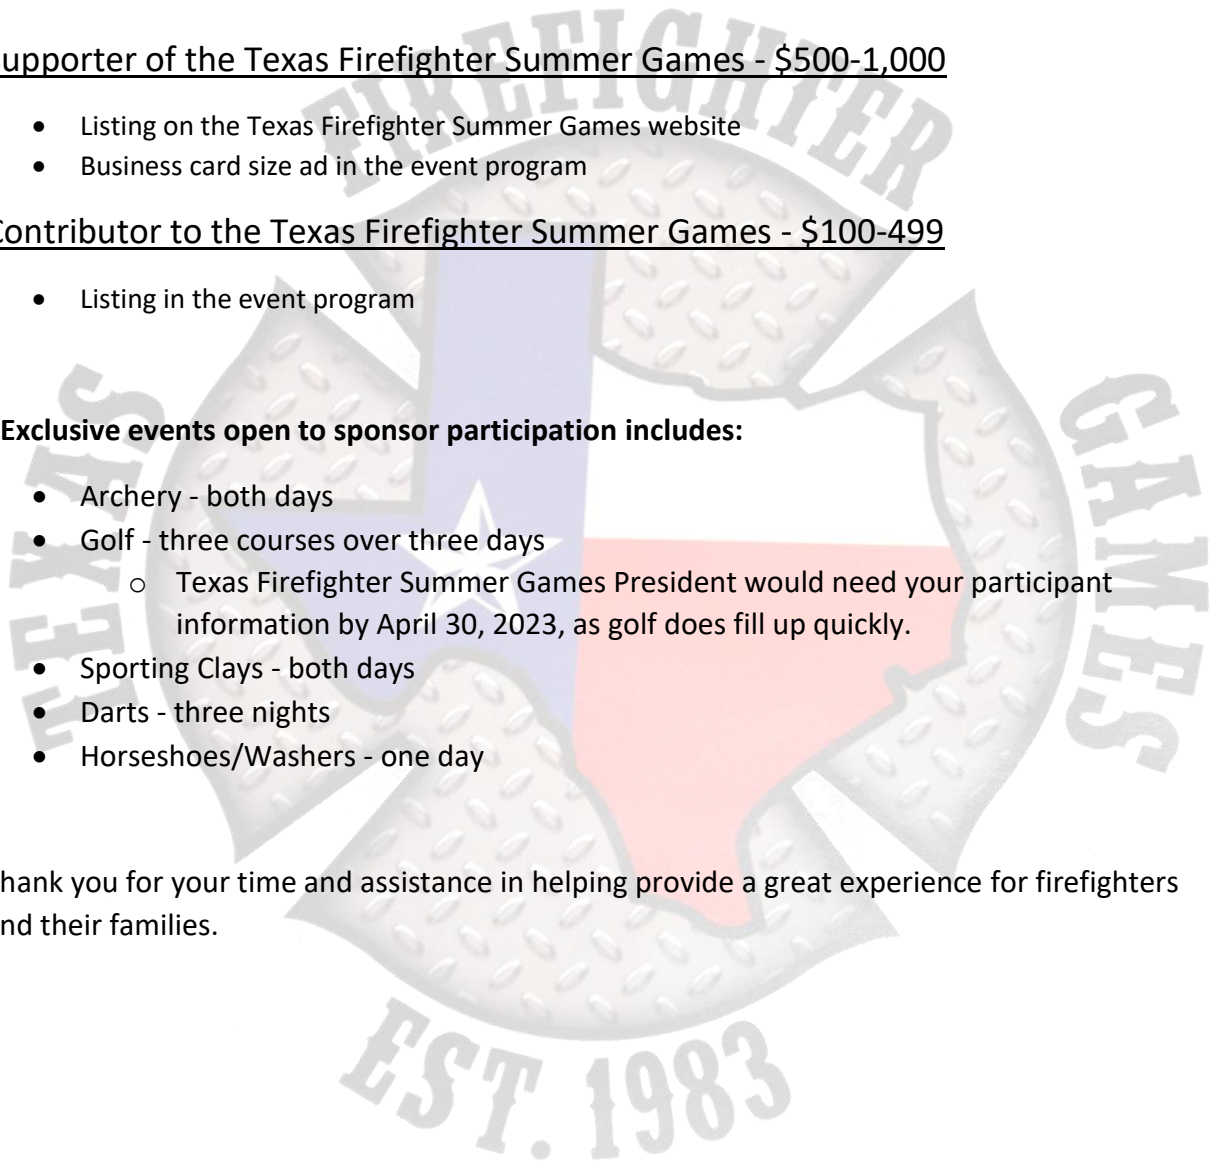 upporter of the Texas Firefighter Summer Games - $500-1,000
• Listing on the Texas Firefighter Summer Games website
• Business card size ad in the event program
Contributor to the Texas Firefighter Summer Games - $100-499
• Listing in the event program
Exclusive events open to sponsor participation includes:
• Archery - both days
• Golf - three courses over three days
o Texas Firefighter Summer Games President would need your participant
information by April 30, 2023, as golf does fill up quickly.
• Sporting Clays - both days
• Darts - three nights
• Horseshoes/Washers - one day
hank you for your time and assistance in helping provide a great experience for firefighters
nd their families.
TEXAS
FIREFIGHTER
GAMES
EST. 1983